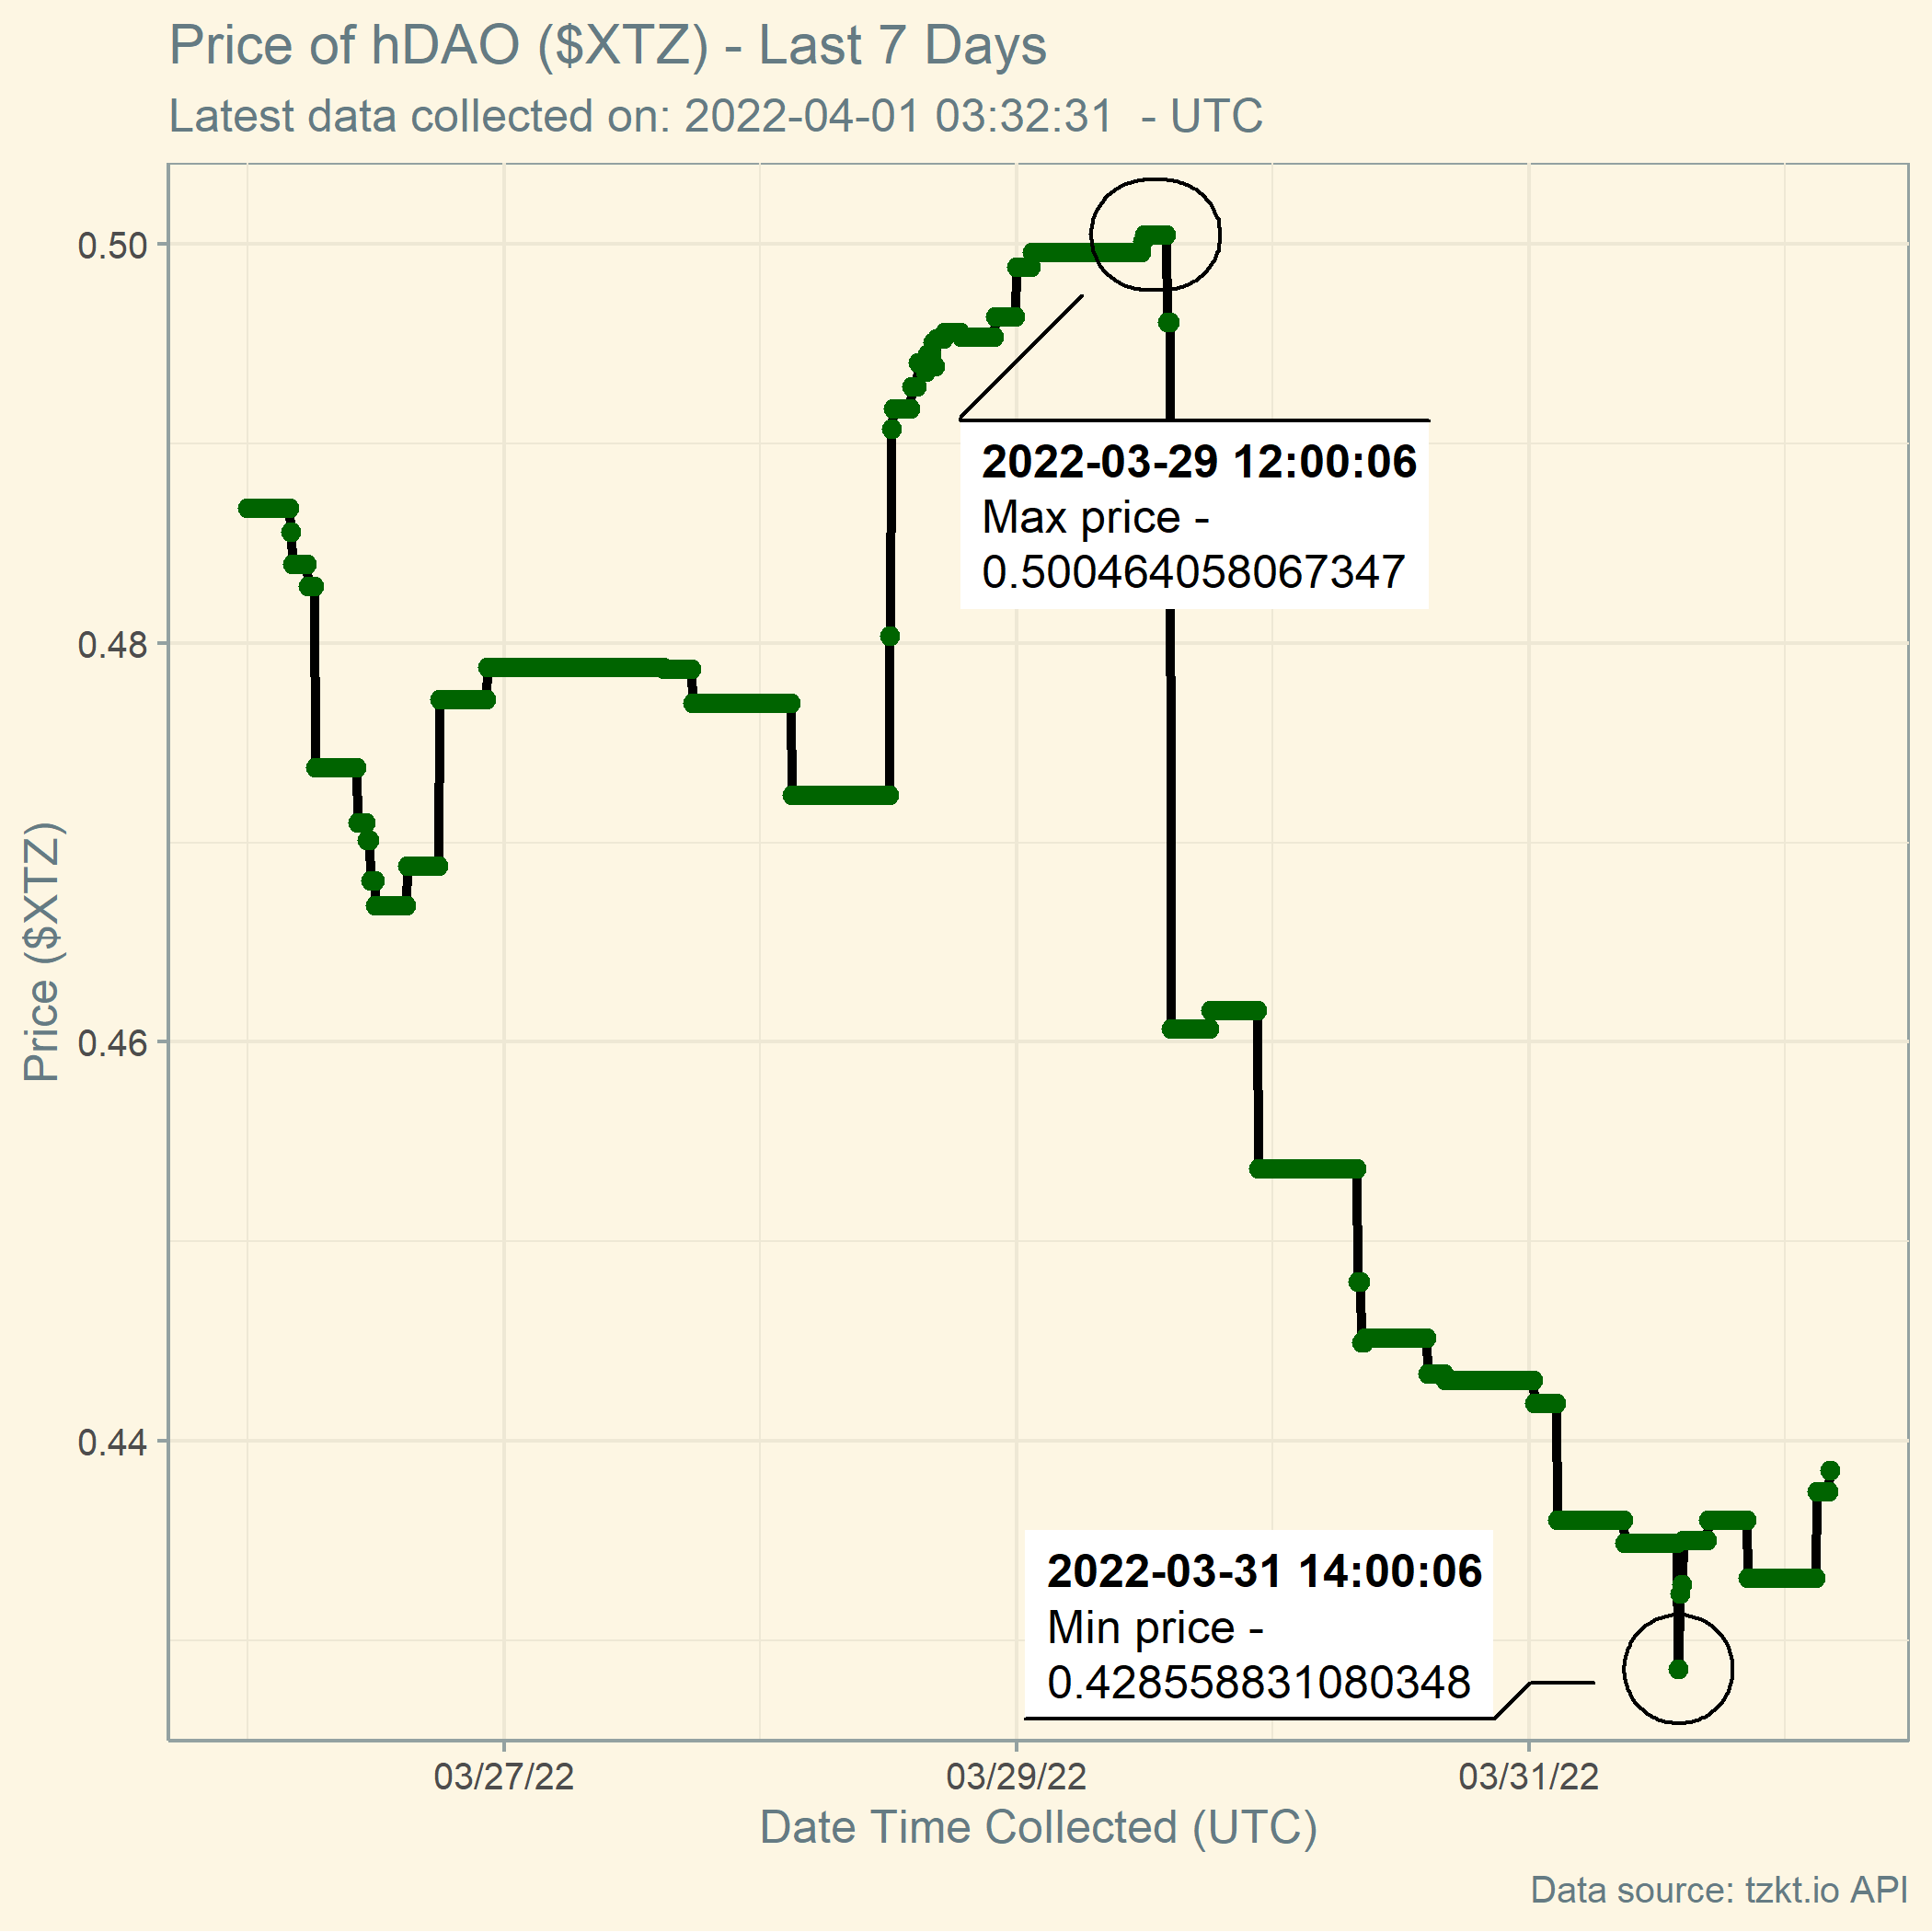 Price of hDAO ($XTZ) - Last 7 Days
Latest data collected on: 2022-04-01 03:32:31  - UTC
0.50
0.48
0.46
0.44
Price ($XTZ)
2022-03-29 12:00:06
Max price -
0.500464058067347
2022-03-31 14:00:06
Min price -
0.428558831080348
03/27/22
03/29/22
03/31/22
Date Time Collected (UTC)
Data source: tzkt.io API